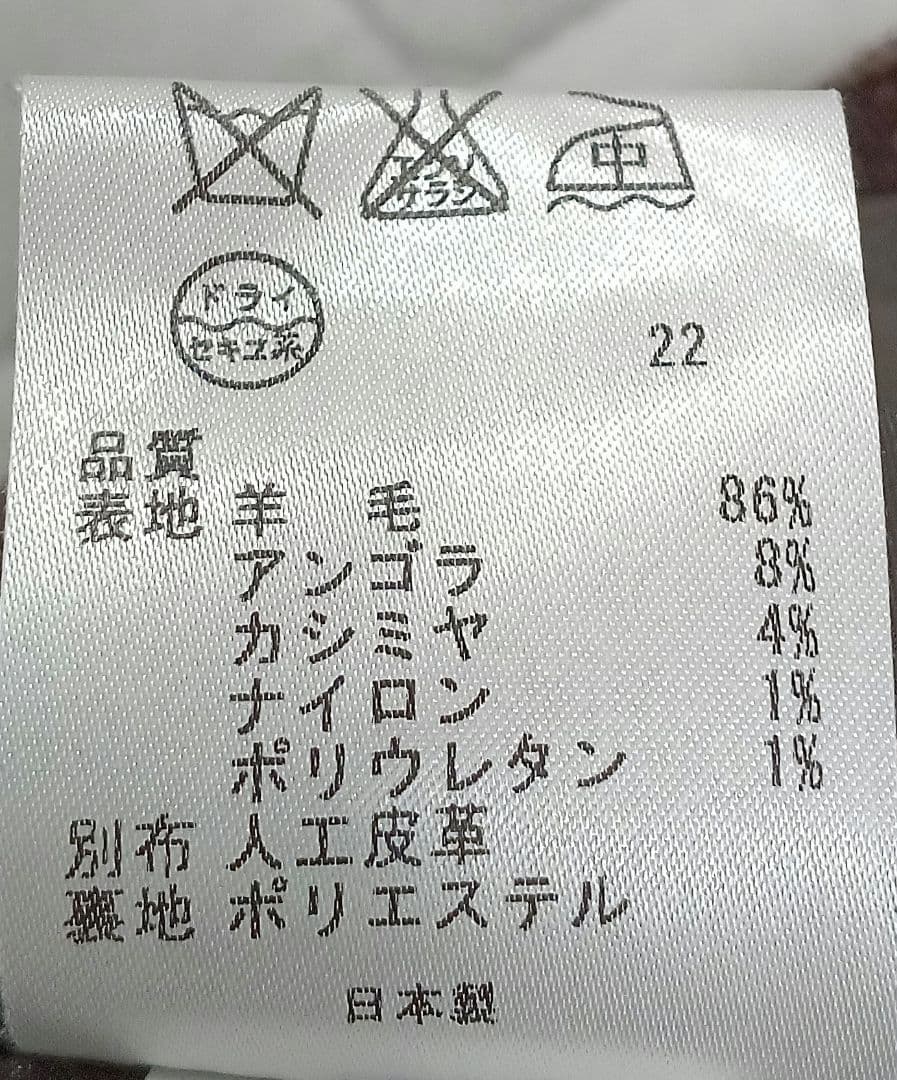 エンソ
サラシ
中
ドライ
セキユ系
22
品質
表地 羊 毛 86%
アンゴラ 8%
カシミヤ 4%
ナイロン 1%
ポリウレタン 1%
別布 人工皮革
裏地 ポリエステル
日本製